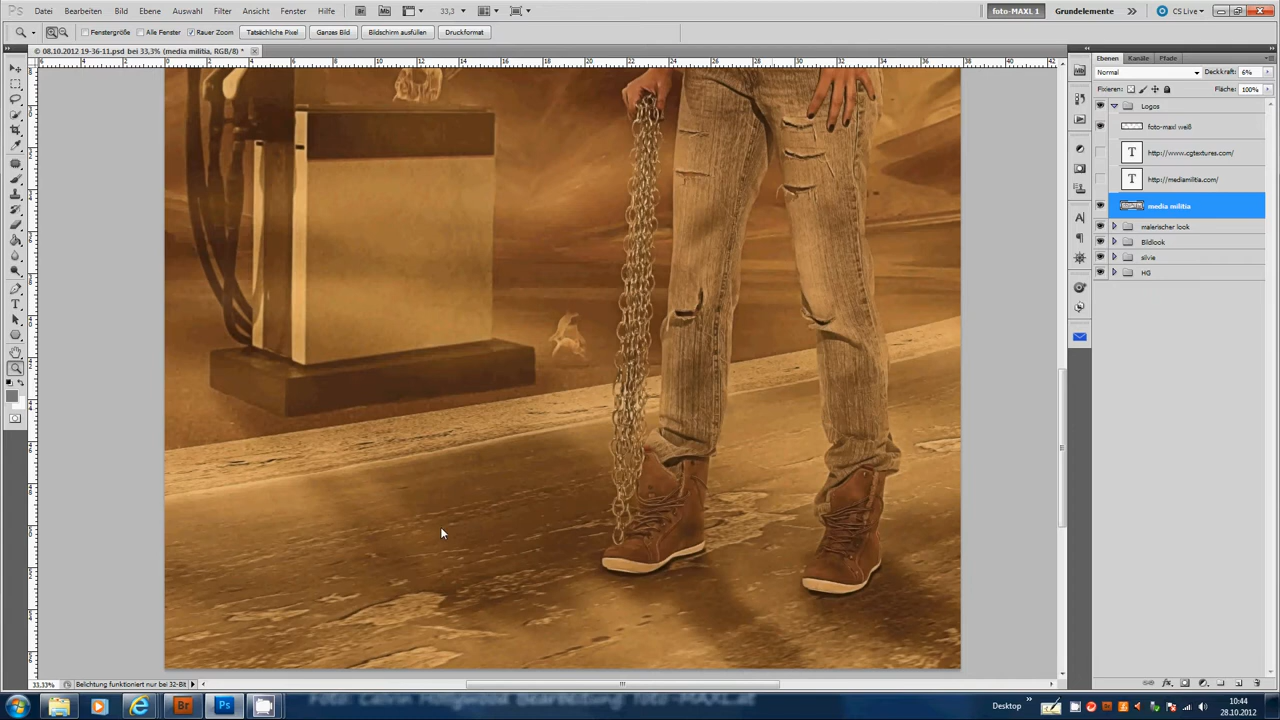 Datei Bearbeiten Bild Ebene Auswahl Filter Ansicht Fenster Hilfe Br Mb 33,3 foto-MAXL 1 Grundelemente CS Live
Fenstergröße Alle Fenster Rauer Zoom Tatsächliche Pixel Ganzes Bild Bildschirm ausfüllen Druckformat
© 08.10.2012 19-36-11.psd bei 33,3% (media militia, RGB/8) *
Ebenen Kanäle Pfade
Normal Deckkraft: 6%
Fixieren: Fläche: 100%
Logos
foto-maxl weiß
T http://www.cgtextures.com/
T http://mediamilitia.com/
media militia
malerischer look
Bildlook
silvie
HG
33,33% Belichtung funktioniert nur bei 32-Bit
Br Ps Desktop 10:44
28.10.2012